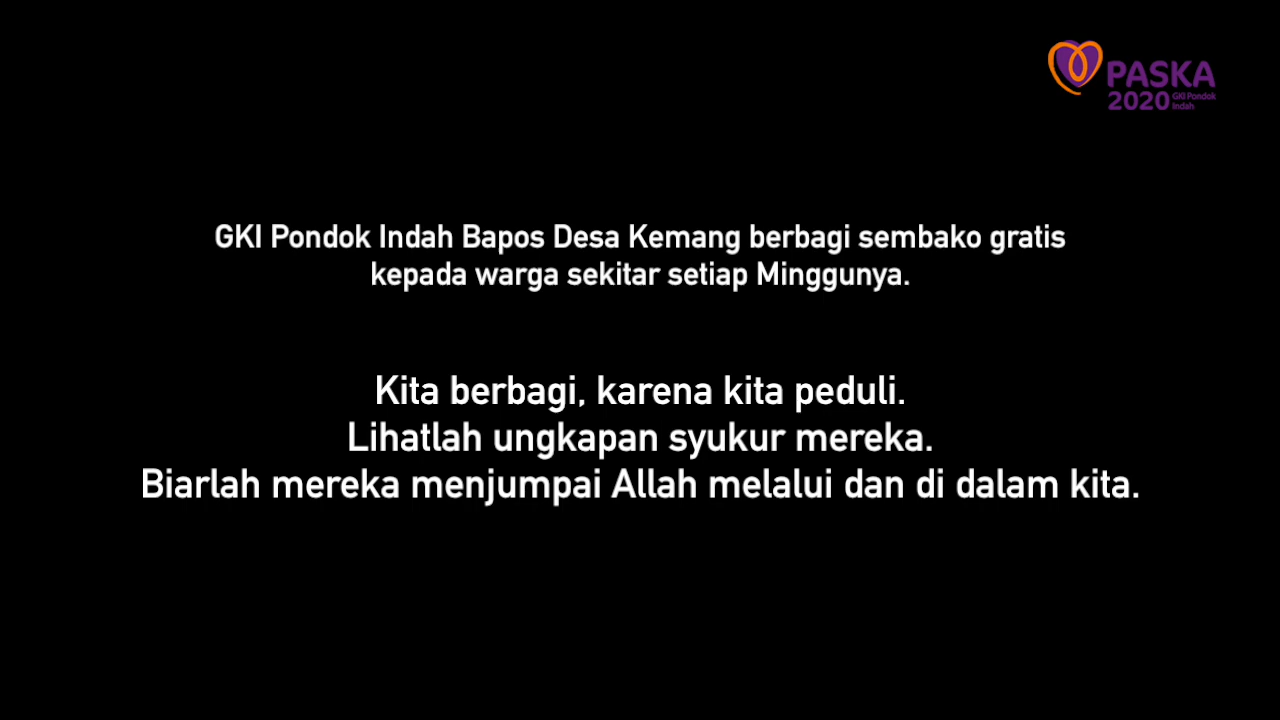 PASKA
2020 GKI Pondok
Indah
GKI Pondok Indah Bapos Desa Kemang berbagi sembako gratis
kepada warga sekitar setiap Minggunya.
Kita berbagi, karena kita peduli.
Lihatlah ungkapan syukur mereka.
Biarlah mereka menjumpai Allah melalui dan di dalam kita.